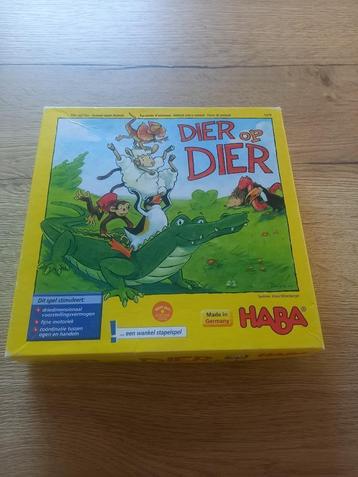 DIER OP
DIER
Dit spel stimuleert:
driedimensionaal
voorstellingsvermogen
fijne motoriek
coördinatie tussen
ogen en handen
... een wankel stapelspel
Made in
Germany
HABA